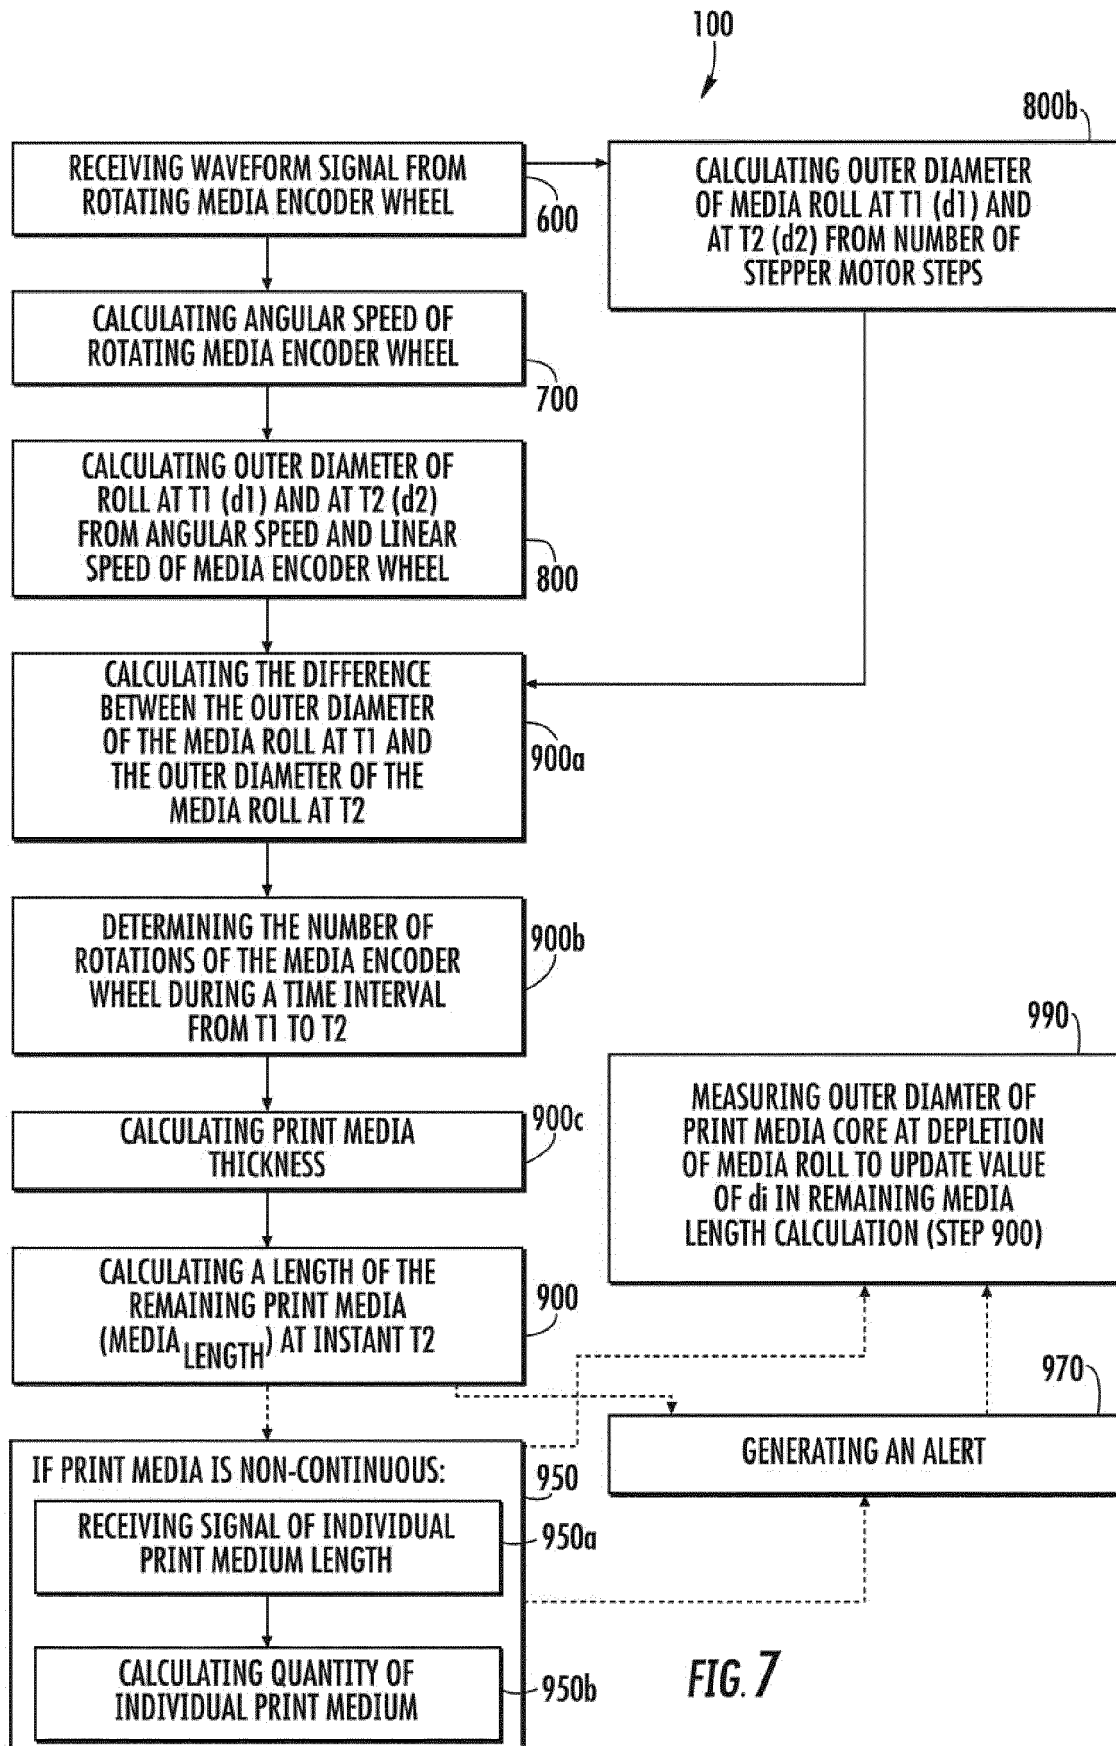 100
800b
RECEIVING WAVEFORM SIGNAL FROM
ROTATING MEDIA ENCODER WHEEL
600
CALCULATING OUTER DIAMETER
OF MEDIA ROLL AT T1 (d1) AND
AT T2 (d2) FROM NUMBER OF
STEPPER MOTOR STEPS
CALCULATING ANGULAR SPEED OF
ROTATING MEDIA ENCODER WHEEL
700
CALCULATING OUTER DIAMETER OF
ROLL AT T1 (d1) AND AT T2 (d2)
FROM ANGULAR SPEED AND LINEAR
SPEED OF MEDIA ENCODER WHEEL
800
CALCULATING THE DIFFERENCE
BETWEEN THE OUTER DIAMETER
OF THE MEDIA ROLL AT T1 AND
THE OUTER DIAMETER OF THE
MEDIA ROLL AT T2
900a
DETERMINING THE NUMBER OF
ROTATIONS OF THE MEDIA ENCODER
WHEEL DURING A TIME INTERVAL
FROM T1 TO T2
900b
CALCULATING PRINT MEDIA
THICKNESS
900c
990
MEASURING OUTER DIAMTER OF
PRINT MEDIA CORE AT DEPLETION
OF MEDIA ROLL TO UPDATE VALUE
OF di IN REMAINING MEDIA
LENGTH CALCULATION (STEP 900)
CALCULATING A LENGTH OF THE
REMAINING PRINT MEDIA
(MEDIA LENGTH) AT INSTANT T2
900
970
GENERATING AN ALERT
IF PRINT MEDIA IS NON-CONTINUOUS:
950
RECEIVING SIGNAL OF INDIVIDUAL
PRINT MEDIUM LENGTH
950a
CALCULATING QUANTITY OF
INDIVIDUAL PRINT MEDIUM
950b
FIG. 7